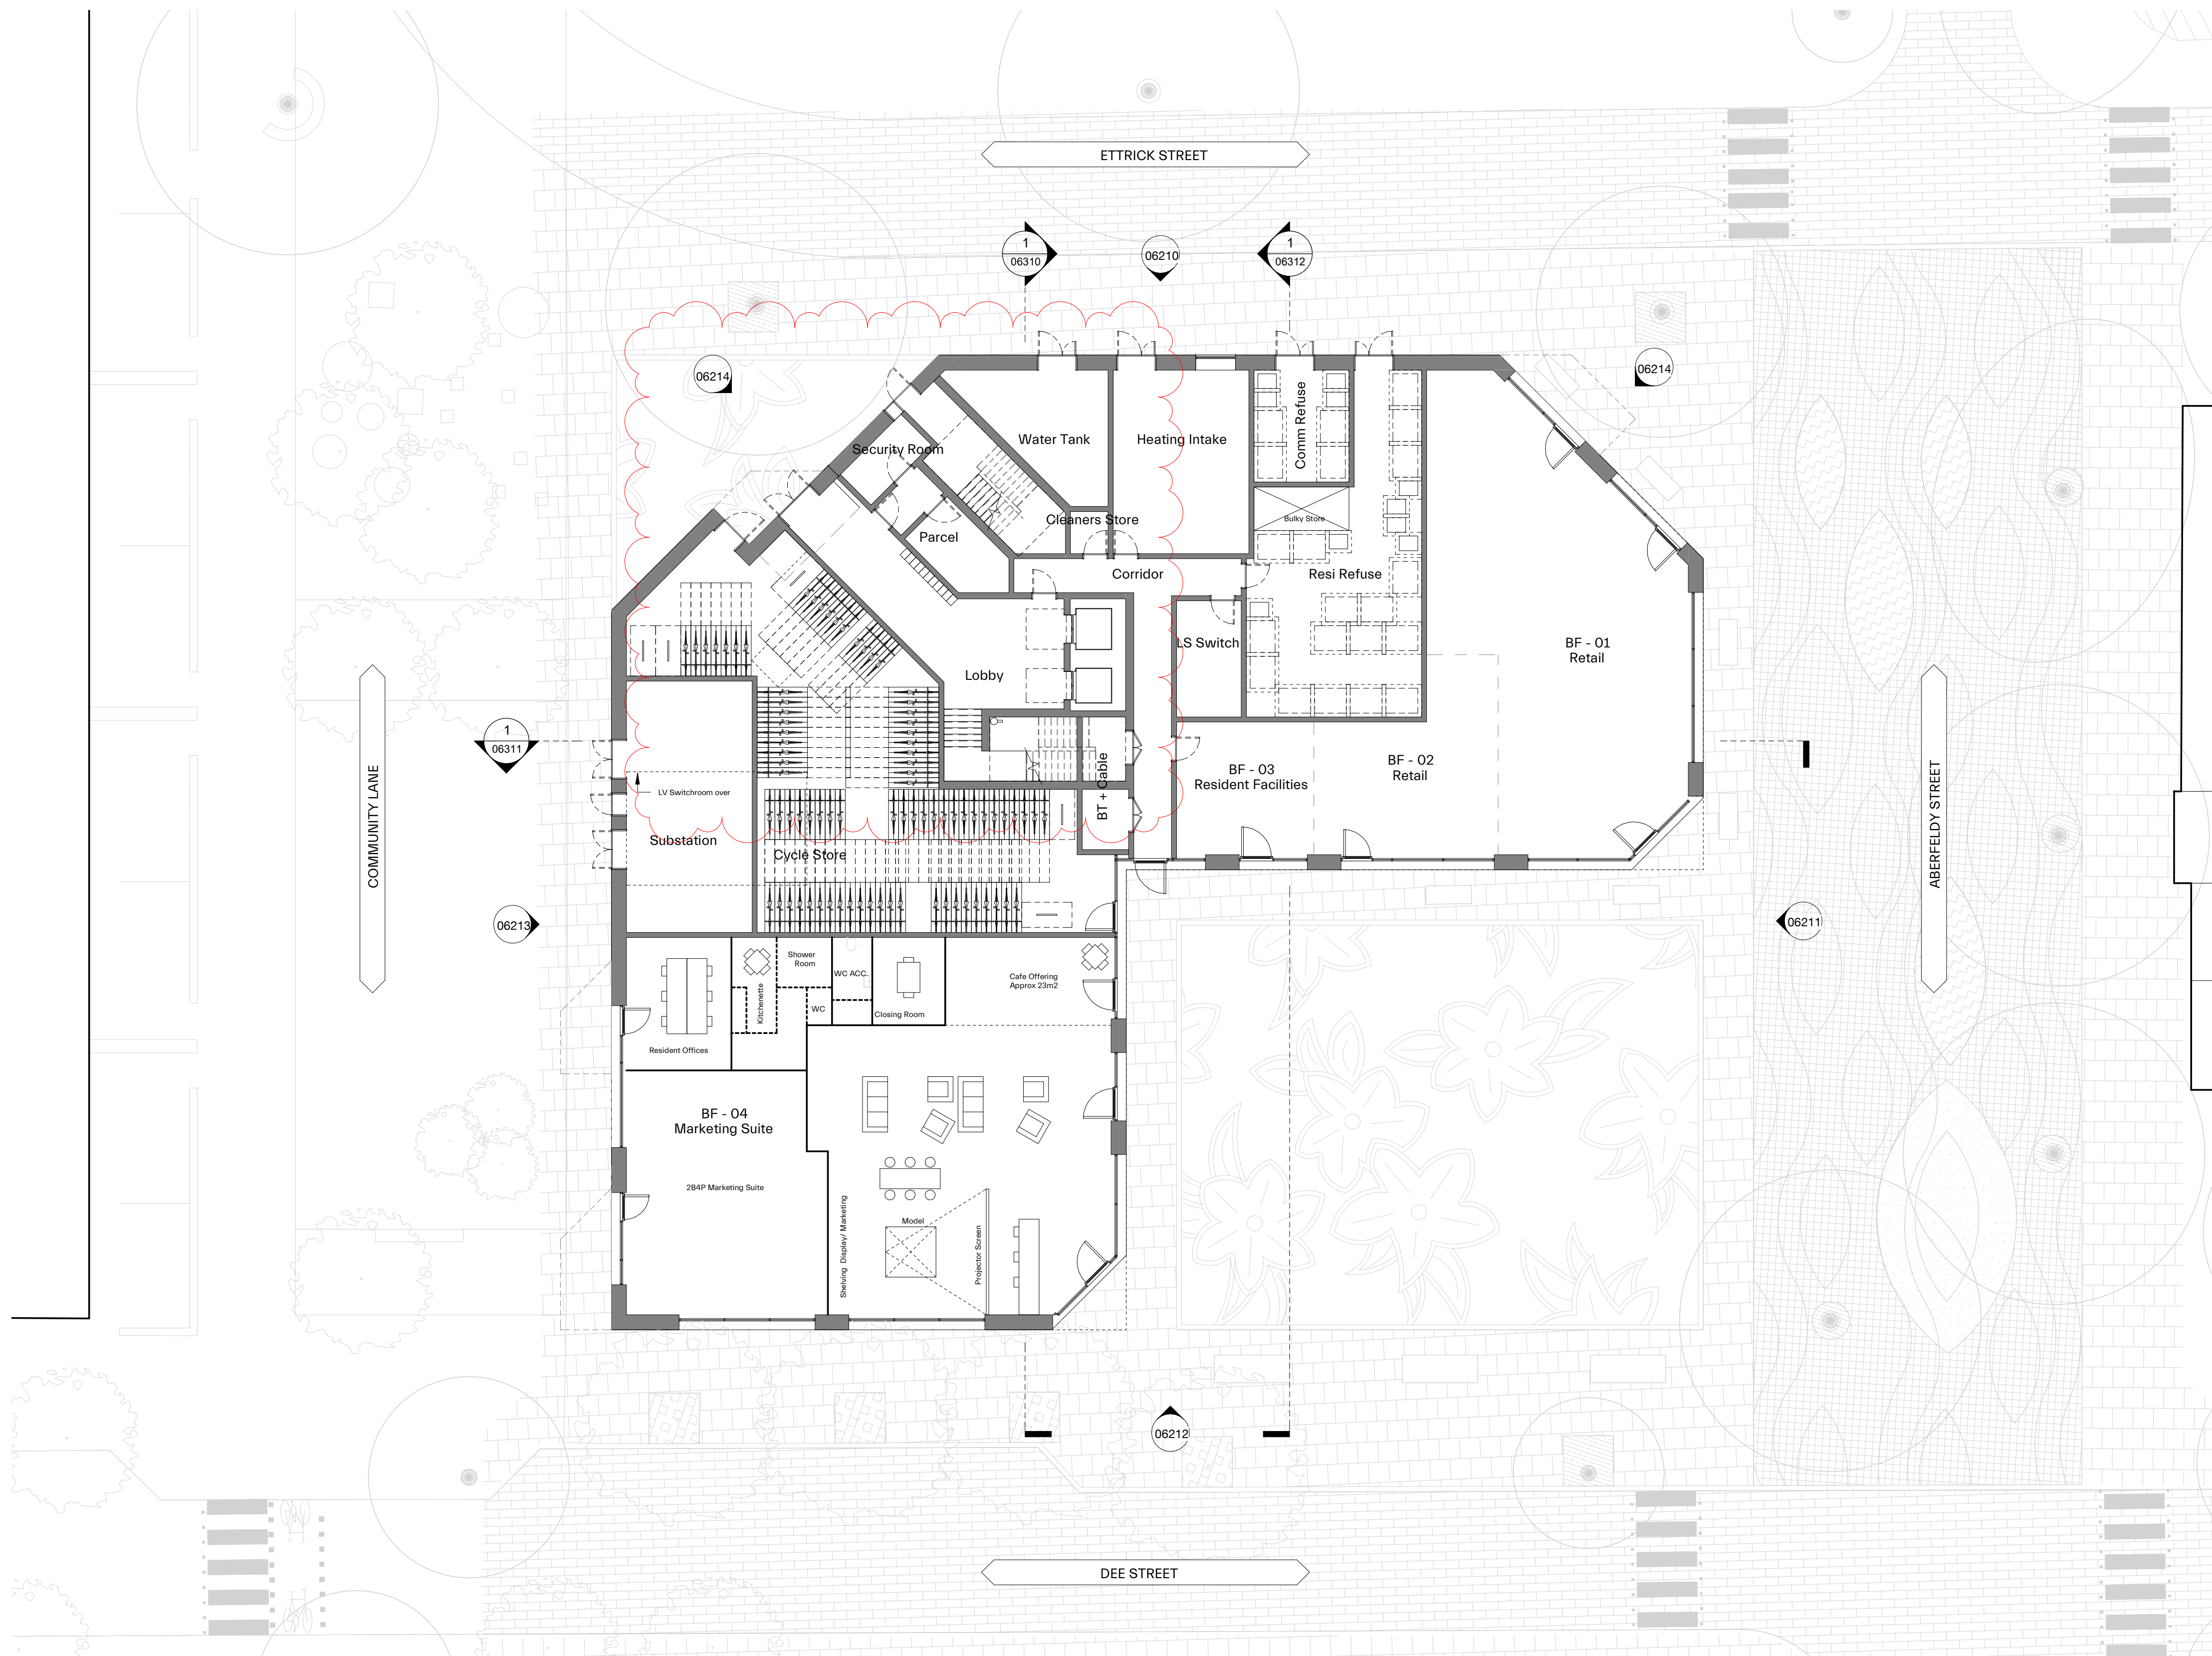 ETTRICK STREET
1
06310
06210
1
06312
06214
06214
Security Room
Water Tank
Heating Intake
Comm Refuse
Cleaners Store
Bulky Store
Parcel
Corridor
Resi Refuse
LS Switch
BF - 01
Retail
Lobby
1
06311
BF - 02
Retail
BF - 03
Resident Facilities
BT + Cable
LV Switchroom over
Substation
Cycle Store
COMMUNITY LANE
ABERFELDY STREET
06213
06211
Shower
Room
WC ACC.
Cafe Offering
Approx 23m2
Kitchenette
WC
Closing Room
Resident Offices
BF - 04
Marketing Suite
2B4P Marketing Suite
Shelving Display/ Marketing
Model
Projector Screen
06212
DEE STREET